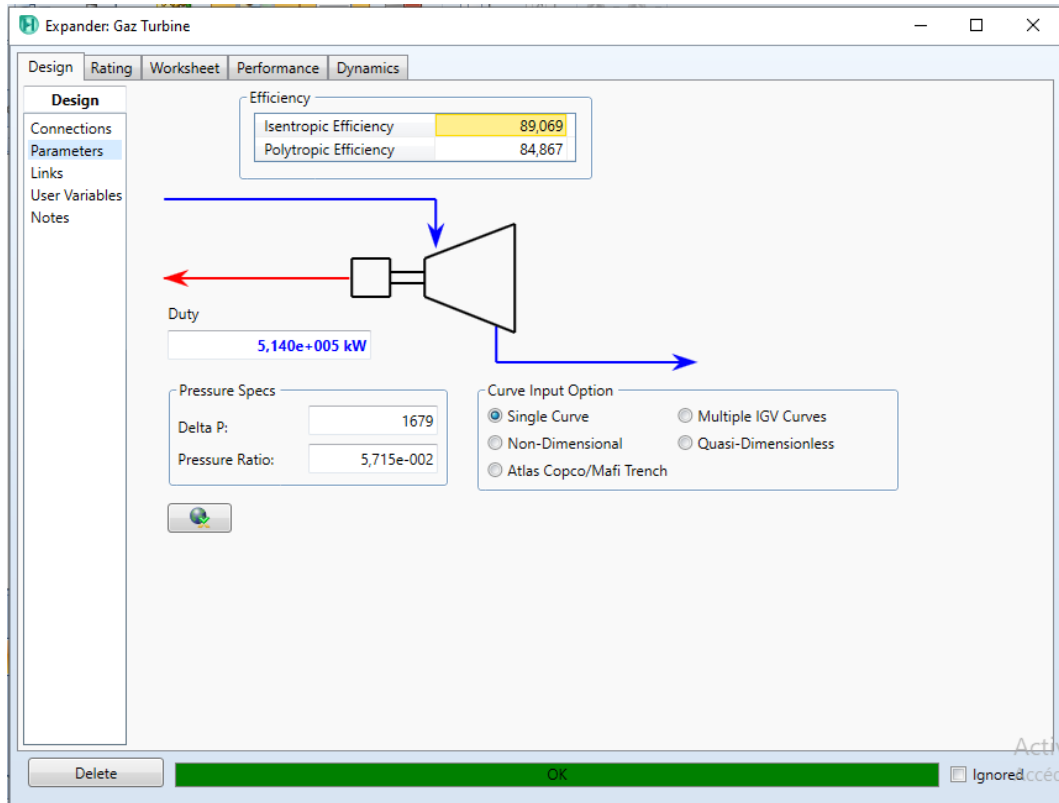 Expander: Gaz Turbine
Design Rating Worksheet Performance Dynamics
Design
Connections
Parameters
Links
User Variables
Notes
Efficiency
Isentropic Efficiency 89,069
Polytropic Efficiency 84,867
Duty
5,140e+005 kW
Pressure Specs
Delta P: 1679
Pressure Ratio: 5,715e-002
Curve Input Option
Single Curve Multiple IGV Curves
Non-Dimensional Quasi-Dimensionless
Atlas Copco/Mafi Trench
Delete OK Ignored